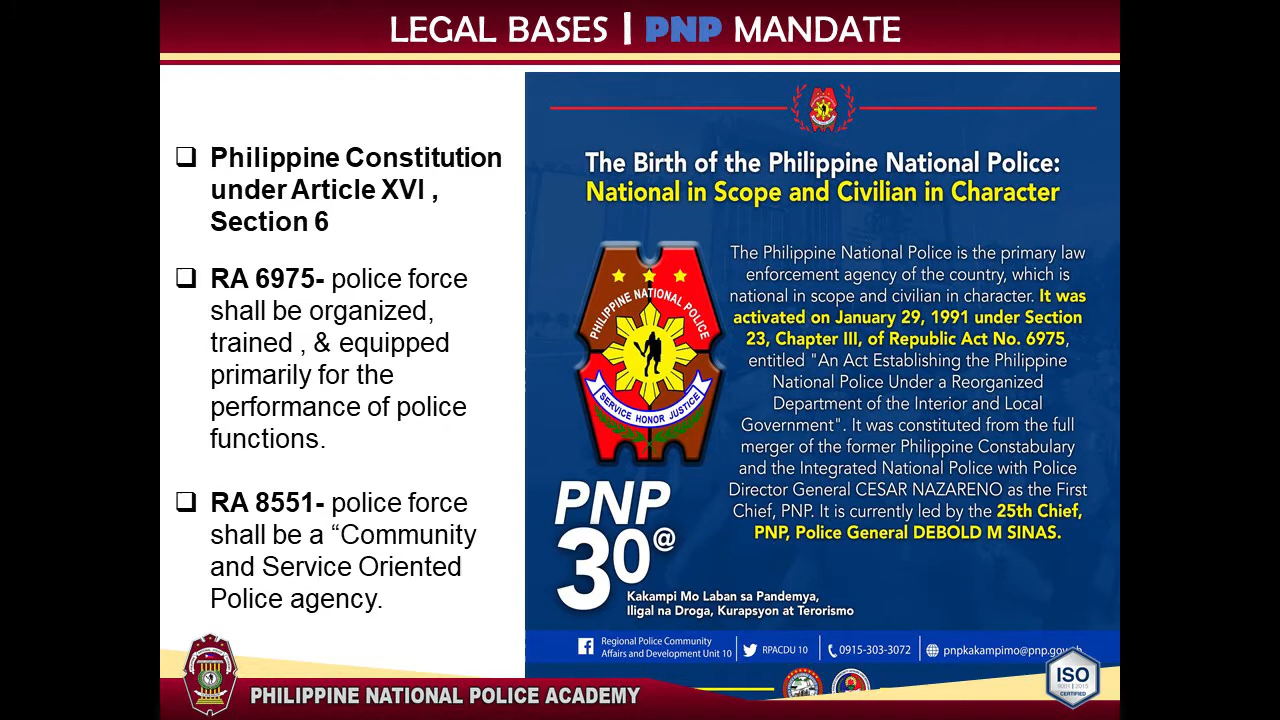 LEGAL BASES | PNP MANDATE
❑ Philippine Constitution
under Article XVI ,
Section 6
❑ RA 6975- police force
shall be organized,
trained , & equipped
primarily for the
performance of police
functions.
❑ RA 8551- police force
shall be a “Community
and Service Oriented
Police agency.
The Birth of the Philippine National Police:
National in Scope and Civilian in Character
PHILIPPINE NATIONAL POLICE
SERVICE HONOR JUSTICE
The Philippine National Police is the primary law
enforcement agency of the country, which is
national in scope and civilian in character. It was
activated on January 29, 1991 under Section
23, Chapter III, of Republic Act No. 6975,
entitled "An Act Establishing the Philippine
National Police Under a Reorganized
Department of the Interior and Local
Government". It was constituted from the full
merger of the former Philippine Constabulary
and the Integrated National Police with Police
Director General CESAR NAZARENO as the First
Chief, PNP. It is currently led by the 25th Chief,
PNP, Police General DEBOLD M SINAS.
PNP
@
30
Kakampi Mo Laban sa Pandemya,
Iligal na Droga, Kurapsyon at Terorismo
Regional Police Community
Affairs and Development Unit 10
RPACDU 10
0915-303-3072
pnpkakampimo@pnp.gov
PHILIPPINE NATIONAL POLICE ACADEMY
ISO
9001 | 2015
CERTIFIED